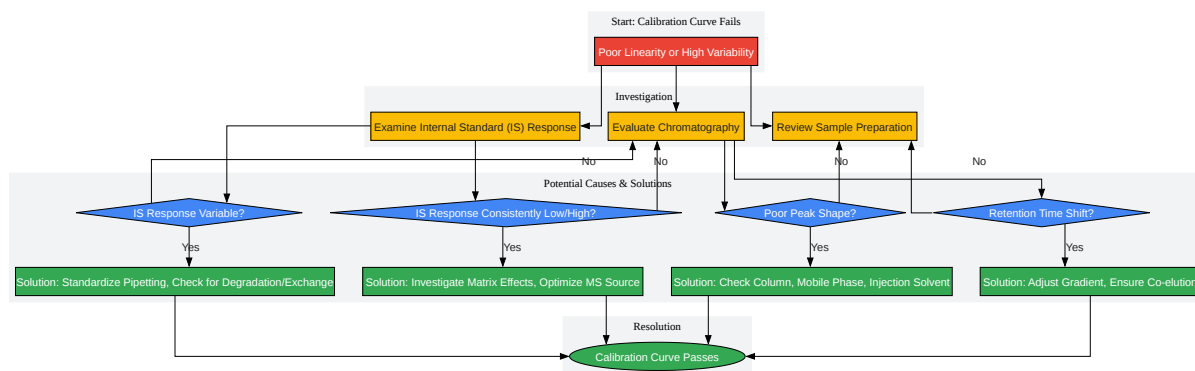 Start: Calibration Curve Fails
Poor Linearity or High Variability
Investigation
Examine Internal Standard (IS) Response
Evaluate Chromatography
Review Sample Preparation
No
No
No
No
Potential Causes & Solutions
IS Response Variable?
IS Response Consistently Low/High?
Poor Peak Shape?
Retention Time Shift?
Yes
Yes
Yes
Yes
Solution: Standardize Pipetting, Check for Degradation/Exchange
Solution: Investigate Matrix Effects, Optimize MS Source
Solution: Check Column, Mobile Phase, Injection Solvent
Solution: Adjust Gradient, Ensure Co-elution
Resolution
Calibration Curve Passes